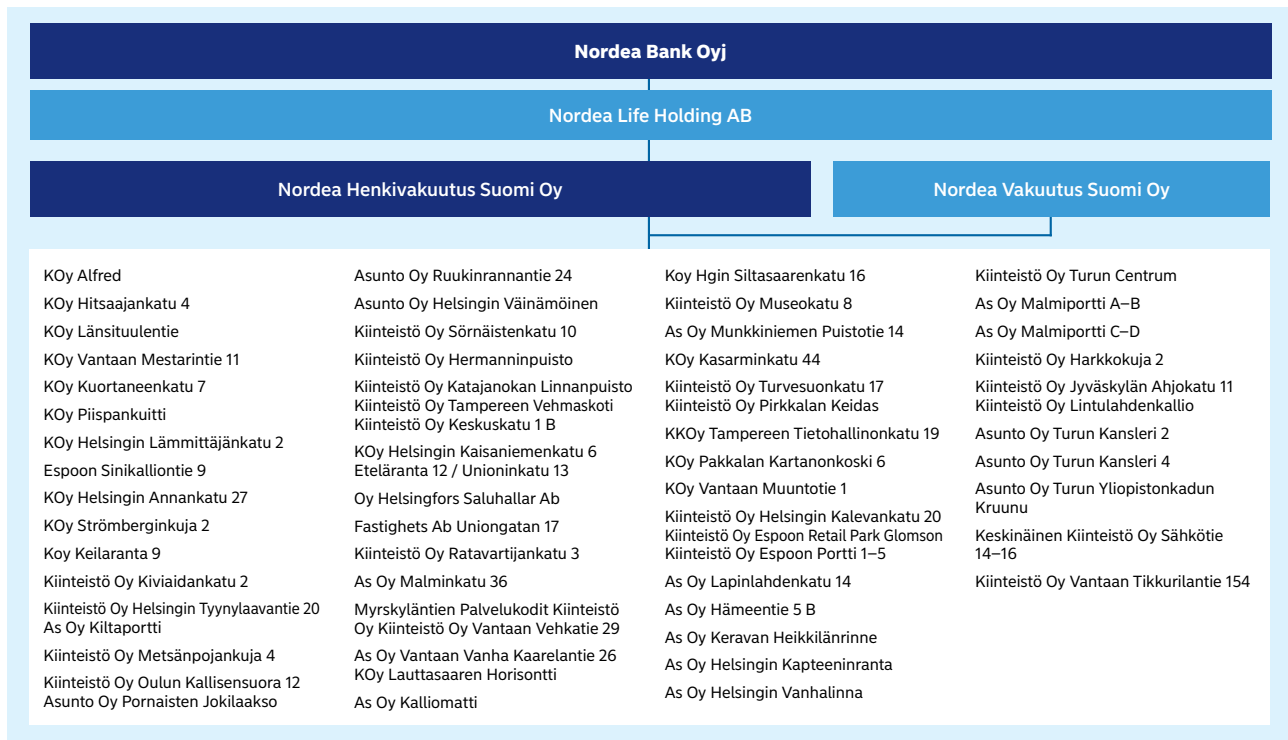 Nordea Bank Oyj
Nordea Life Holding AB
Nordea Henkivakuutus Suomi Oy
Nordea Vakuutus Suomi Oy
KOy Alfred
KOy Hitsaajankatu 4
KOy Länsituulentie
KOy Vantaan Mestarintie 11
KOy Kuortaneenkatu 7
KOy Piispankuitti
KOy Helsingin Lämmittäjänkatu 2
Espoon Sinikalliontie 9
KOy Helsingin Annankatu 27
KOy Strömberginkuja 2
Koy Keilaranta 9
Kiinteistö Oy Kiviaidankatu 2
Kiinteistö Oy Helsingin Tyynylaavantie 20
As Oy Kiltaportti
Kiinteistö Oy Metsänpojankuja 4
Kiinteistö Oy Oulun Kallisensuora 12
Asunto Oy Pornaisten Jokilaakso
Asunto Oy Ruukinrannantie 24
Asunto Oy Helsingin Väinämöinen
Kiinteistö Oy Sörnäistenkatu 10
Kiinteistö Oy Hermanninpuisto
Kiinteistö Oy Katajanokan Linnanpuisto
Kiinteistö Oy Tampereen Vehmaskoti
Kiinteistö Oy Keskuskatu 1 B
KOy Helsingin Kaisaniemenkatu 6
Eteläranta 12 / Unioninkatu 13
Oy Helsingfors Saluhallar Ab
Fastighets Ab Uniongatan 17
Kiinteistö Oy Ratavartijankatu 3
As Oy Malminkatu 36
Myrskyläntien Palvelukodit Kiinteistö
Oy Kiinteistö Oy Vantaan Vehkatie 29
As Oy Vantaan Vanha Kaarelantie 26
KOy Lauttasaaren Horisontti
As Oy Kalliomatti
Koy Hgin Siltasaarenkatu 16
Kiinteistö Oy Museokatu 8
As Oy Munkkiniemen Puistotie 14
KOy Kasarminkatu 44
Kiinteistö Oy Turvesuonkatu 17
Kiinteistö Oy Pirkkalan Keidas
KKOy Tampereen Tietohallinonkatu 19
KOy Pakkalan Kartanonkoski 6
KOy Vantaan Muuntotie 1
Kiinteistö Oy Helsingin Kalevankatu 20
Kiinteistö Oy Espoon Retail Park Glomson
Kiinteistö Oy Espoon Portti 1–5
As Oy Lapinlahdenkatu 14
As Oy Hämeentie 5 B
As Oy Keravan Heikkilänrinne
As Oy Helsingin Kapteeninranta
As Oy Helsingin Vanhalinna
Kiinteistö Oy Turun Centrum
As Oy Malmiportti A–B
As Oy Malmiportti C–D
Kiinteistö Oy Harkkokuja 2
Kiinteistö Oy Jyväskylän Ahjokatu 11
Kiinteistö Oy Lintulahdenkallio
Asunto Oy Turun Kansleri 2
Asunto Oy Turun Kansleri 4
Asunto Oy Turun Yliopistonkadun
Kruunu
Keskinäinen Kiinteistö Oy Sähkötie
14–16
Kiinteistö Oy Vantaan Tikkurilantie 154